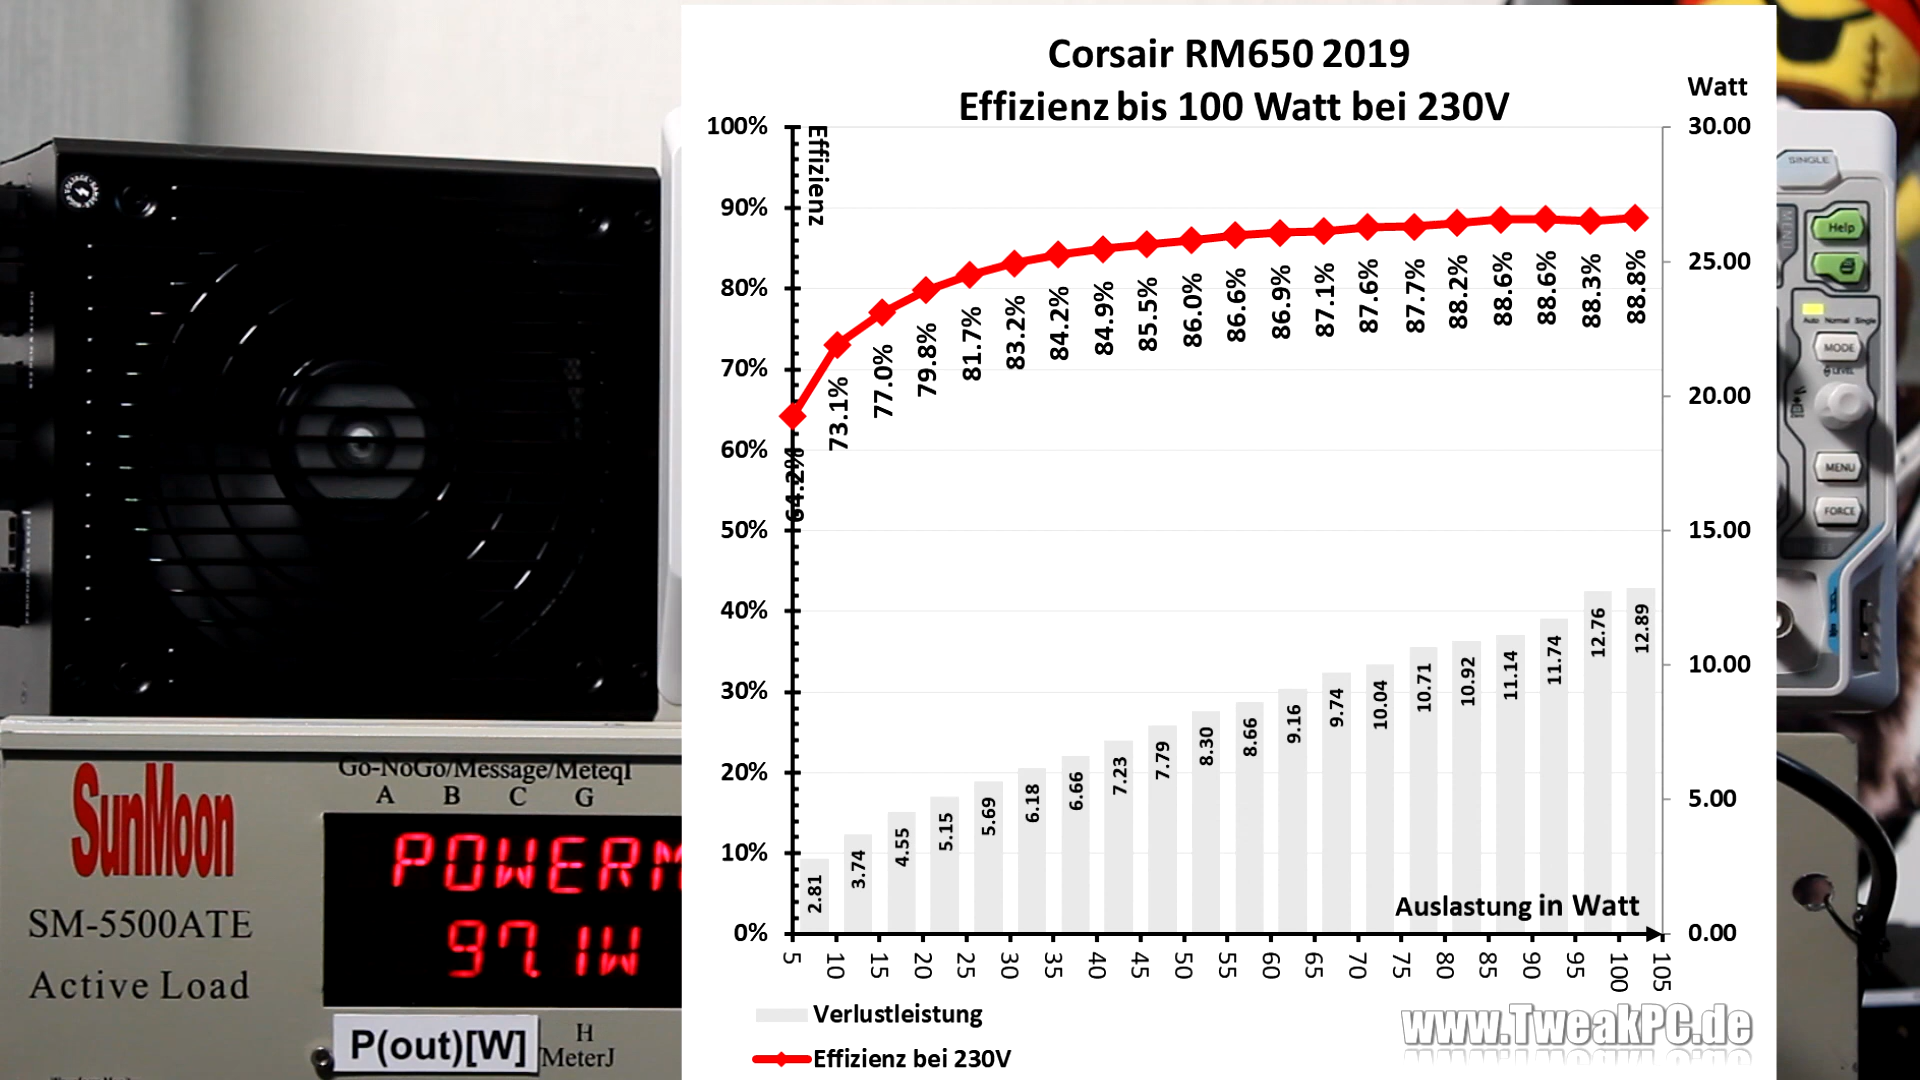 Corsair RM650 2019
Effizienz bis 100 Watt bei 230V
Watt
Effizienz
100%
90%
80%
70%
60%
50%
40%
30%
20%
10%
0%
30.00
25.00
20.00
15.00
10.00
5.00
0.00
64.2%
73.1%
77.0%
79.8%
81.7%
83.2%
84.2%
84.9%
85.5%
86.0%
86.6%
86.9%
87.1%
87.6%
87.7%
88.2%
88.6%
88.6%
88.3%
88.8%
2.81
3.74
4.55
5.15
5.69
6.18
6.66
7.23
7.79
8.30
8.66
9.16
9.74
10.04
10.71
10.92
11.14
11.74
12.76
12.89
Auslastung in Watt
5 10 15 20 25 30 35 40 45 50 55 60 65 70 75 80 85 90 95 100 105
Verlustleistung
Effizienz bei 230V
www.TweakPC.de
SunMoon
SM-5500ATE
Active Load
Go-NoGo/Message/MeteqI
A B C G
POWERM
97.1W
P(out)[W]
H
MeterJ
SINGLE
MENU
Help
Auto Normal Single
MODE
LEVEL
MENU
FORCE